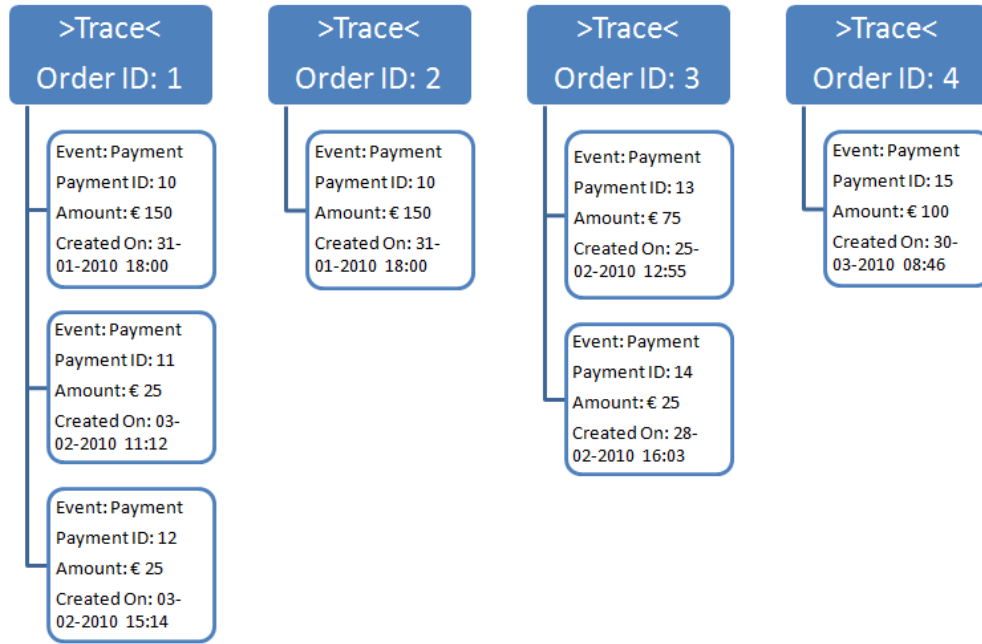 >Trace<
Order ID: 1
Event: Payment
Payment ID: 10
Amount: € 150
Created On: 31-
01-2010 18:00
Event: Payment
Payment ID: 11
Amount: € 25
Created On: 03-
02-2010 11:12
Event: Payment
Payment ID: 12
Amount: € 25
Created On: 03-
02-2010 15:14
>Trace<
Order ID: 2
Event: Payment
Payment ID: 10
Amount: € 150
Created On: 31-
01-2010 18:00
>Trace<
Order ID: 3
Event: Payment
Payment ID: 13
Amount: € 75
Created On: 25-
02-2010 12:55
Event: Payment
Payment ID: 14
Amount: € 25
Created On: 28-
02-2010 16:03
>Trace<
Order ID: 4
Event: Payment
Payment ID: 15
Amount: € 100
Created On: 30-
03-2010 08:46